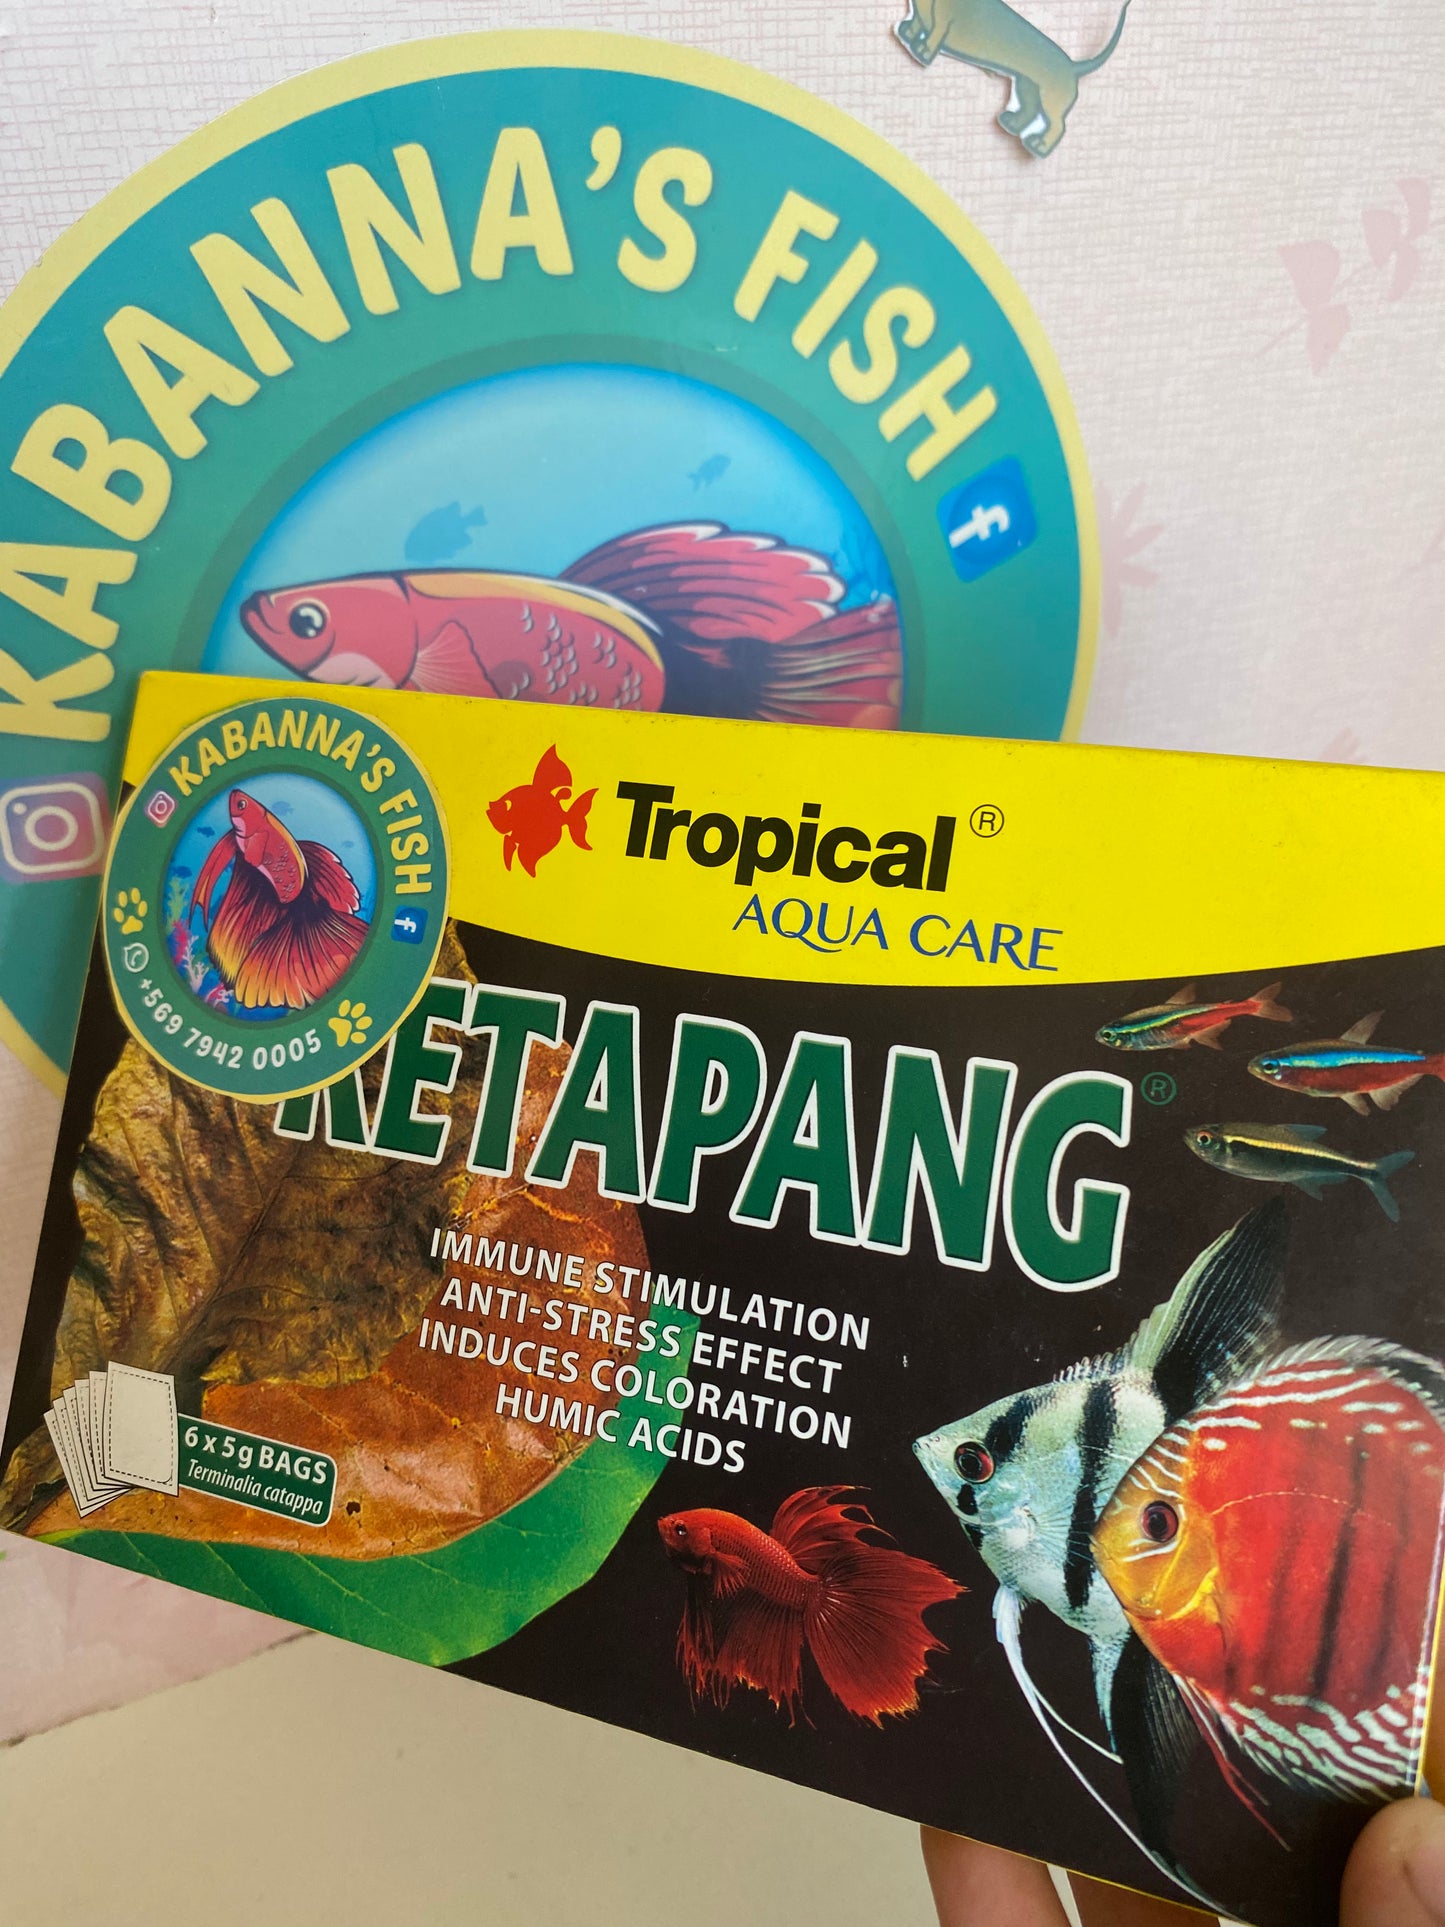 KABANNA'S FISH
KABANNA'S FISH
+569 7942 0005
Tropical ®
AQUA CARE
KETAPANG ®
IMMUNE STIMULATION
ANTI-STRESS EFFECT
INDUCES COLORATION
HUMIC ACIDS
6 x 5g BAGS
Terminalia catappa